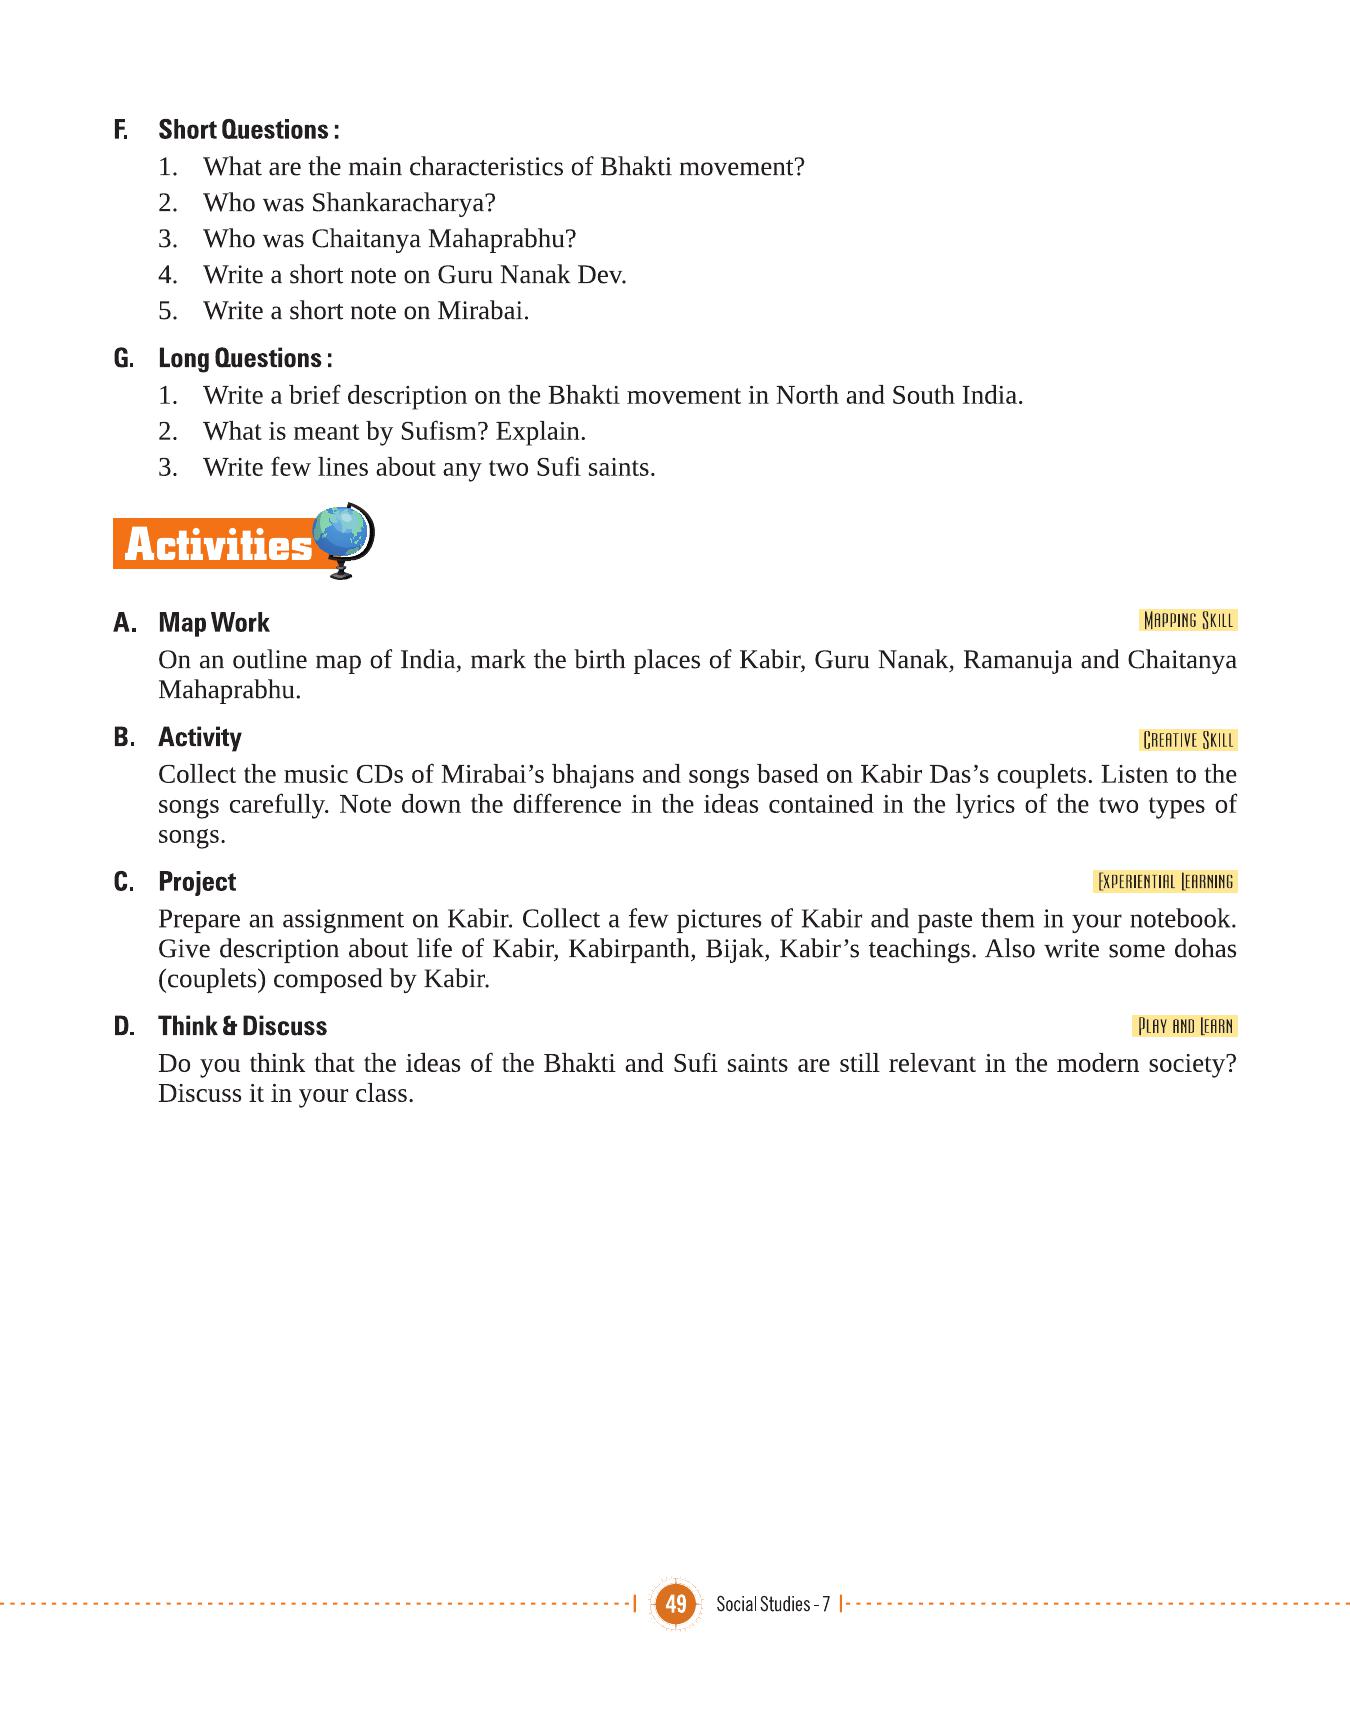 F. Short Questions :
1. What are the main characteristics of Bhakti movement?
2. Who was Shankaracharya?
3. Who was Chaitanya Mahaprabhu?
4. Write a short note on Guru Nanak Dev.
5. Write a short note on Mirabai.
G. Long Questions :
1. Write a brief description on the Bhakti movement in North and South India.
2. What is meant by Sufism? Explain.
3. Write few lines about any two Sufi saints.
Activities
A. Map Work
Mapping Skill
On an outline map of India, mark the birth places of Kabir, Guru Nanak, Ramanuja and Chaitanya
Mahaprabhu.
B. Activity
Creative Skill
Collect the music CDs of Mirabai’s bhajans and songs based on Kabir Das’s couplets. Listen to the
songs carefully. Note down the difference in the ideas contained in the lyrics of the two types of
songs.
C. Project
Experiential Learning
Prepare an assignment on Kabir. Collect a few pictures of Kabir and paste them in your notebook.
Give description about life of Kabir, Kabirpanth, Bijak, Kabir’s teachings. Also write some dohas
(couplets) composed by Kabir.
D. Think & Discuss
Play and Learn
Do you think that the ideas of the Bhakti and Sufi saints are still relevant in the modern society?
Discuss it in your class.
49 Social Studies - 7